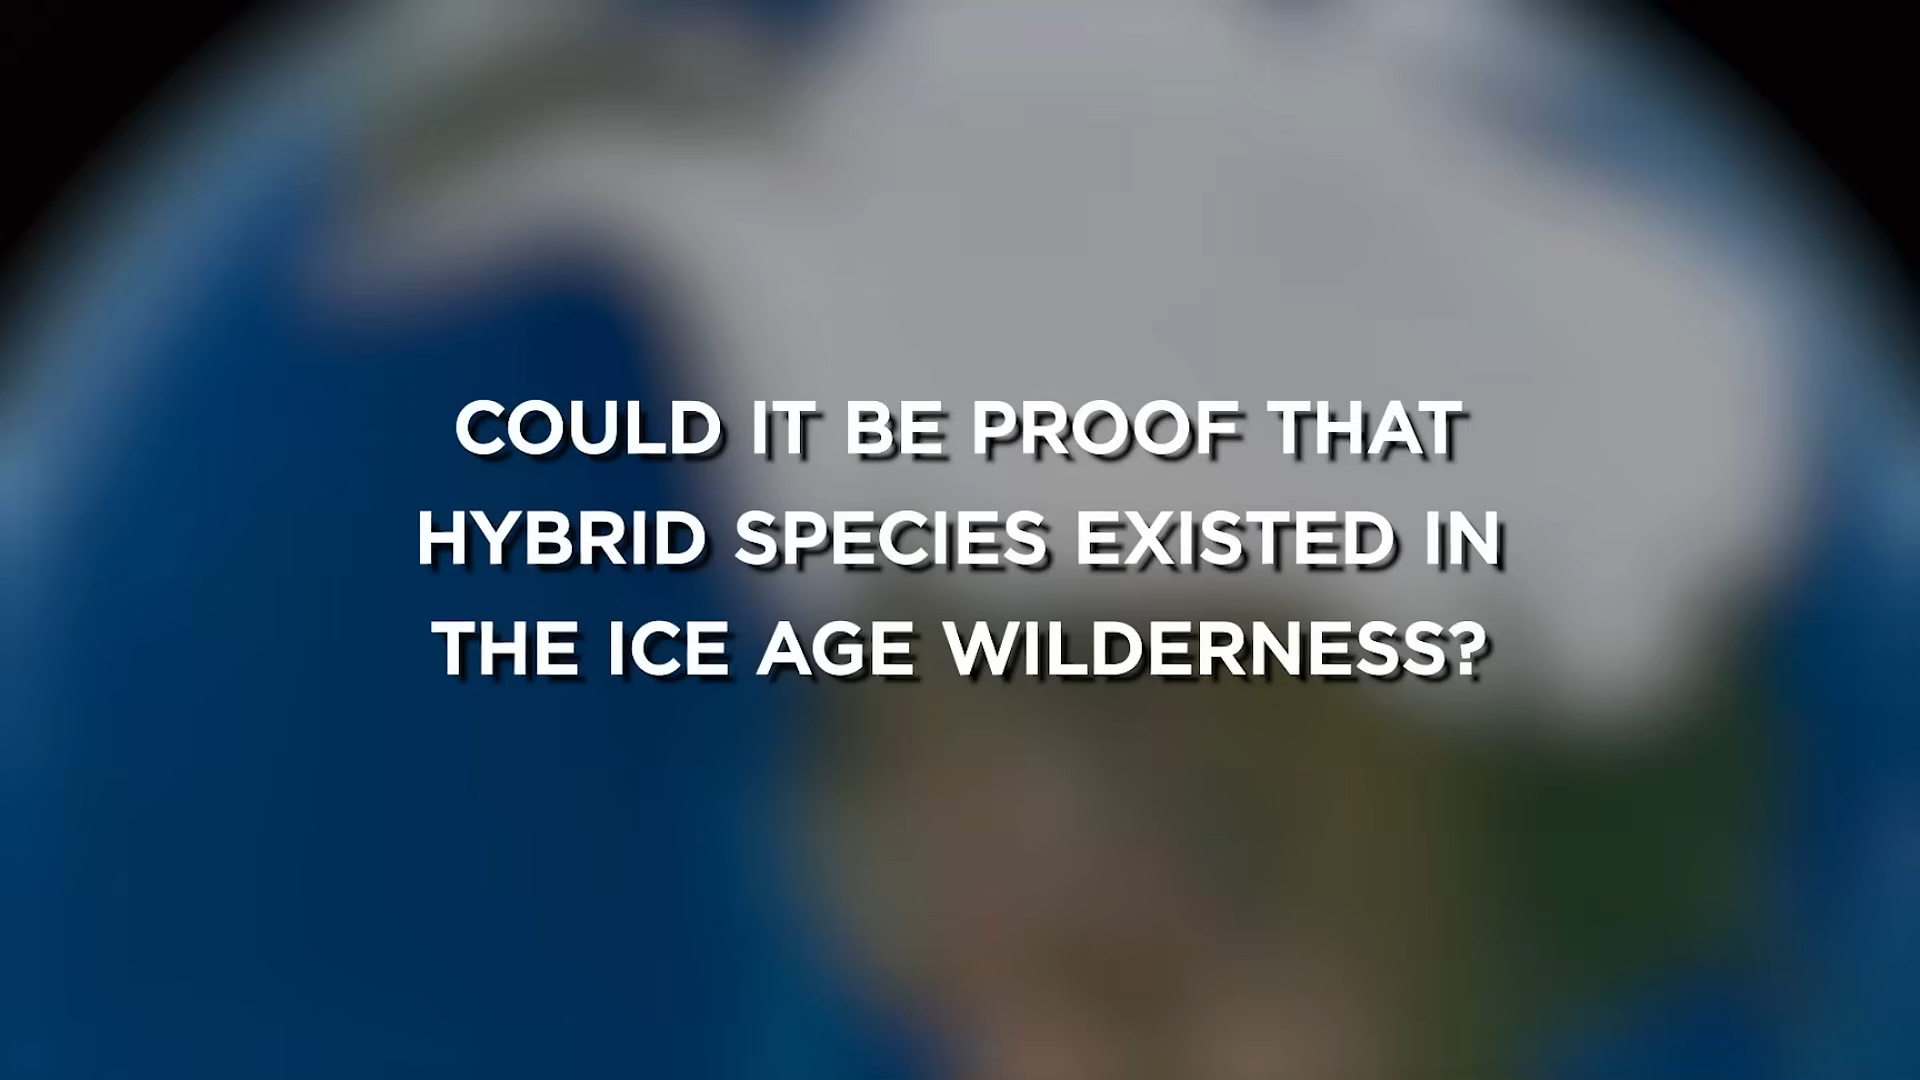 COULD IT BE PROOF THAT
HYBRID SPECIES EXISTED IN
THE ICE AGE WILDERNESS?